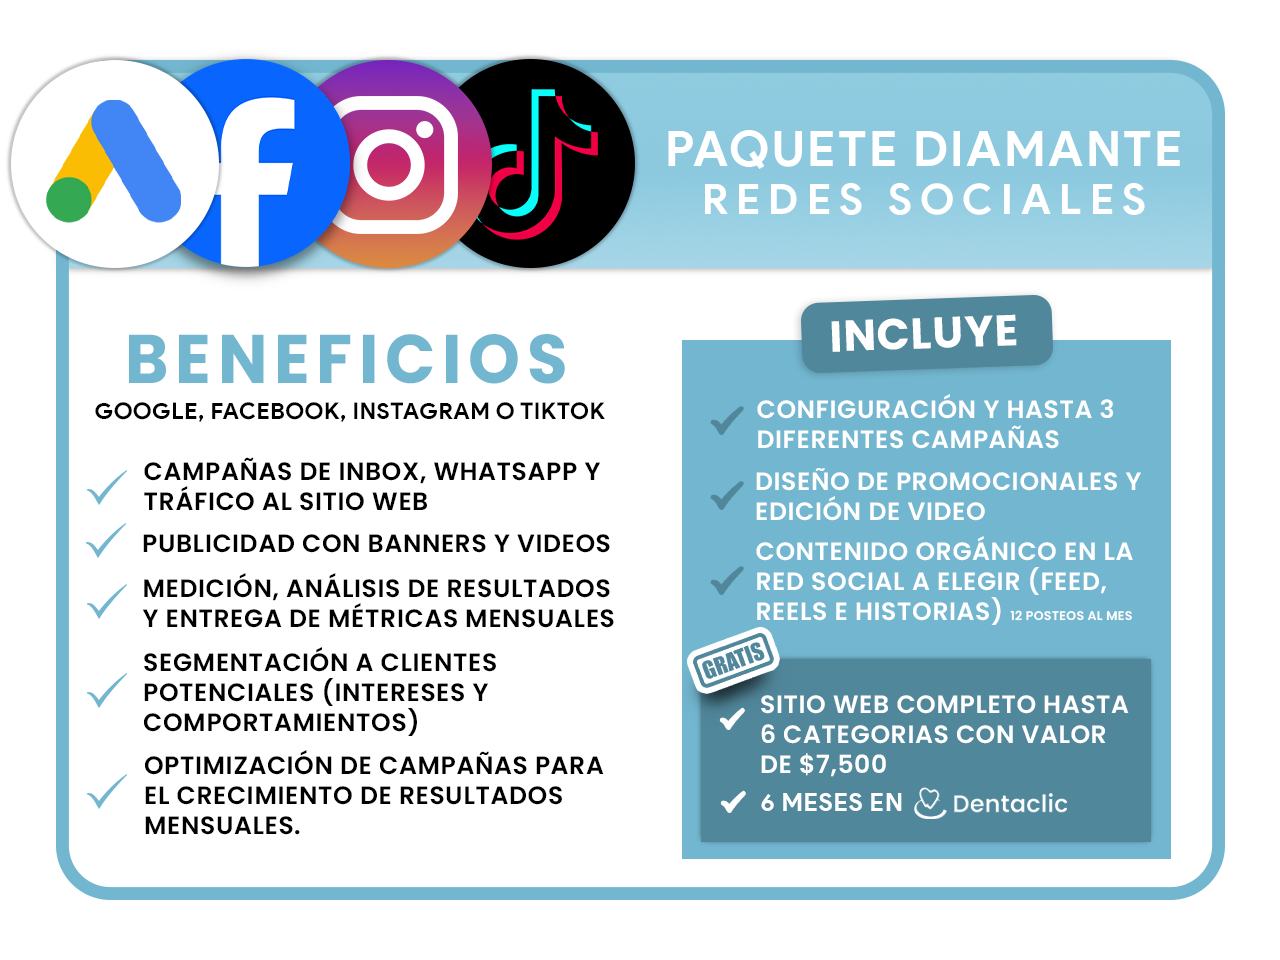 PAQUETE DIAMANTE
REDES SOCIALES
BENEFICIOS
GOOGLE, FACEBOOK, INSTAGRAM O TIKTOK
CAMPAÑAS DE INBOX, WHATSAPP Y
TRÁFICO AL SITIO WEB
PUBLICIDAD CON BANNERS Y VIDEOS
MEDICIÓN, ANÁLISIS DE RESULTADOS
Y ENTREGA DE MÉTRICAS MENSUALES
SEGMENTACIÓN A CLIENTES
POTENCIALES (INTERESES Y
COMPORTAMIENTOS)
OPTIMIZACIÓN DE CAMPAÑAS PARA
EL CRECIMIENTO DE RESULTADOS
MENSUALES.
INCLUYE
CONFIGURACIÓN Y HASTA 3
DIFERENTES CAMPAÑAS
DISEÑO DE PROMOCIONALES Y
EDICIÓN DE VIDEO
CONTENIDO ORGÁNICO EN LA
RED SOCIAL A ELEGIR (FEED,
REELS E HISTORIAS) 12 POSTEOS AL MES
GRATIS
SITIO WEB COMPLETO HASTA
6 CATEGORIAS CON VALOR
DE $7,500
6 MESES EN Dentaclic